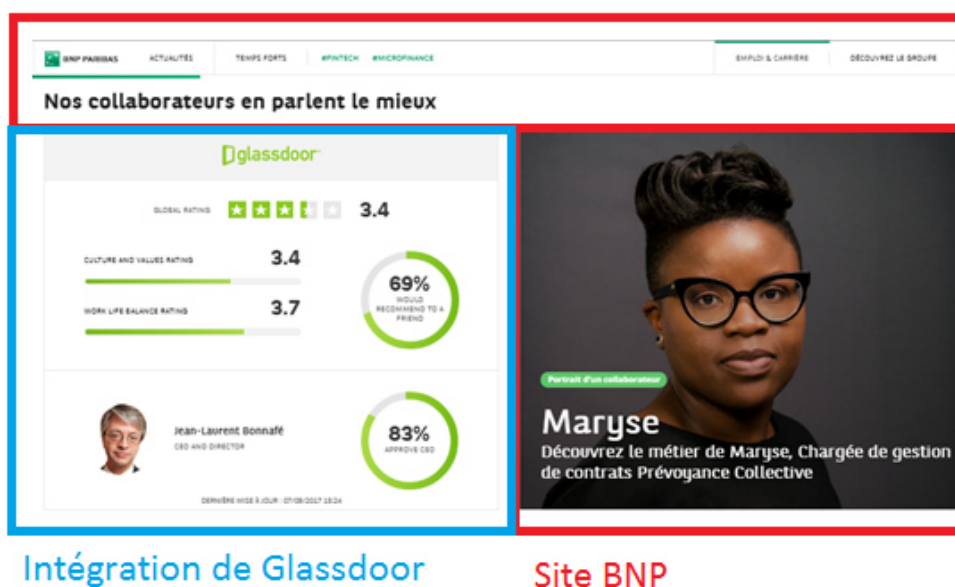 BNP PARIBAS ACTUALITÉS TEMPS FORTS #FINTECH #MICROFINANCE EMPLOI & CARRIÈRE DÉCOUVREZ LE GROUPE
Nos collaborateurs en parlent le mieux
glassdoor
GLOBAL RATING 3.4
CULTURE AND VALUES RATING 3.4
WORK LIFE BALANCE RATING 3.7
69%
WOULD
RECOMMEND TO A
FRIEND
Jean-Laurent Bonnafé
CEO AND DIRECTOR
83%
APPROVE CEO
DERNIÈRE MISE À JOUR : 07/09/2017 15:24
Portrait d'un collaborateur
Maryse
Découvrez le métier de Maryse, Chargée de gestion
de contrats Prévoyance Collective
Intégration de Glassdoor
Site BNP